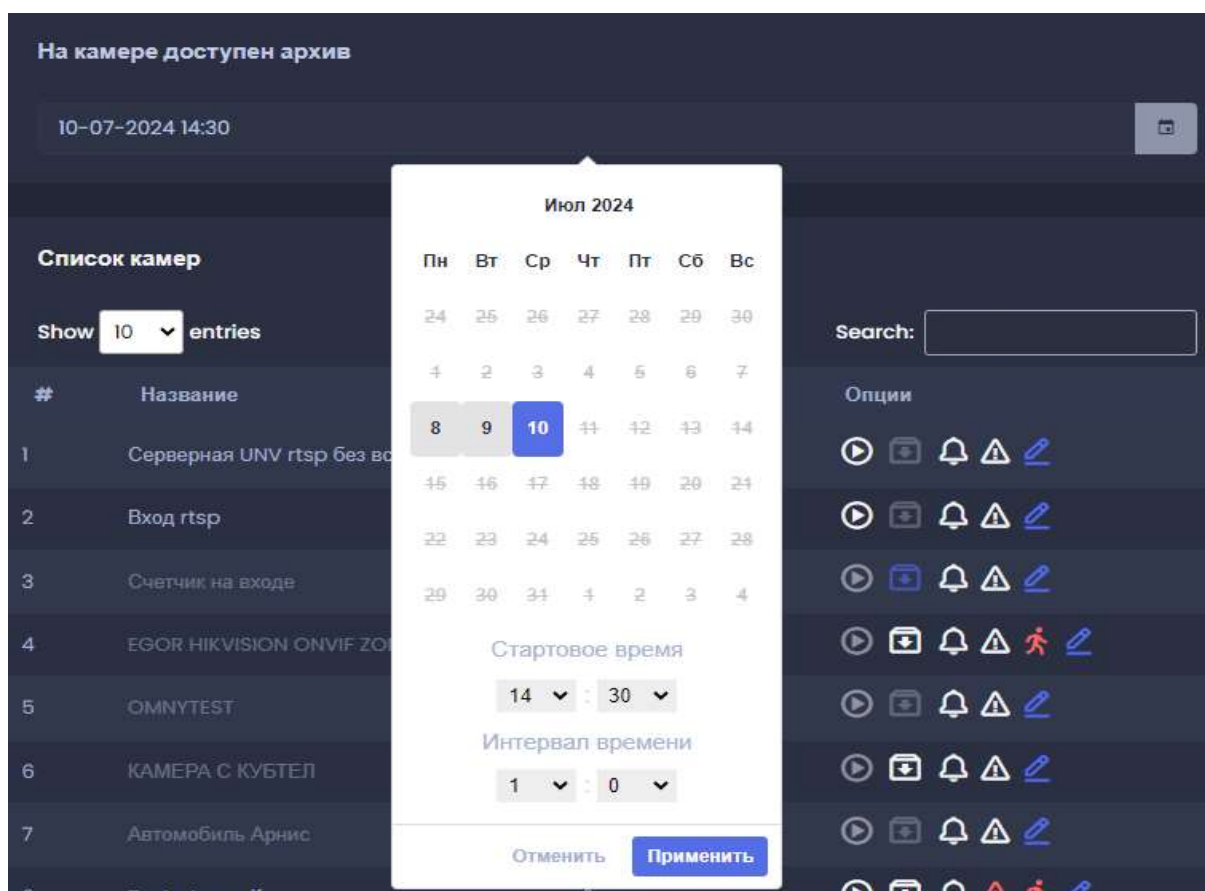 На камере доступен архив
10-07-2024 14:30
Июл 2024
Пн Вт Ср Чт Пт Сб Вс
24 25 26 27 28 29 30
1 2 3 4 5 6 7
8 9 10 11 12 13 14
15 16 17 18 19 20 21
22 23 24 25 26 27 28
29 30 31 1 2 3 4
Стартовое время
14 : 30
Интервал времени
1 : 0
Отменить Применить
Список камер
Show 10 entries
Search:
# Название Опции
1 Серверная UNV rtsp без вс
2 Вход rtsp
3 Счетчик на входе
4 EGOR HIKVISION ONVIF
5 OMNYTEST
6 КАМЕРА С КУБТЕЛ
7 Автомобиль Арнис